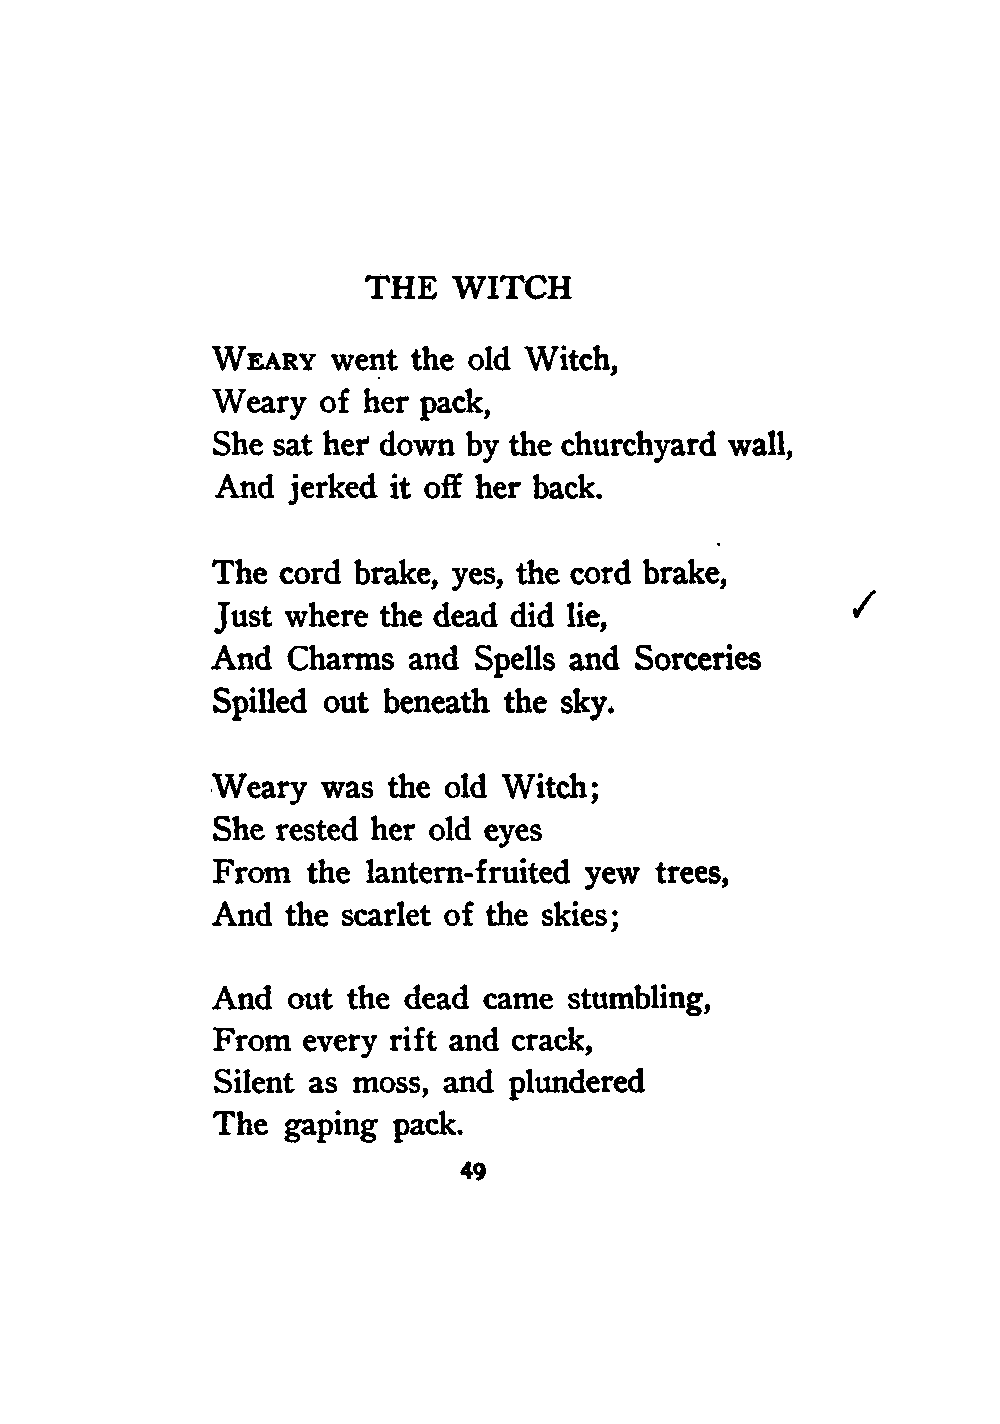 THE WITCH
WEARY went the old Witch,
Weary of her pack,
She sat her down by the churchyard wall,
And jerked it off her back.
The cord brake, yes, the cord brake,
Just where the dead did lie,
And Charms and Spells and Sorceries
Spilled out beneath the sky.
Weary was the old Witch;
She rested her old eyes
From the lantern-fruited yew trees,
And the scarlet of the skies;
And out the dead came stumbling,
From every rift and crack,
Silent as moss, and plundered
The gaping pack.
49